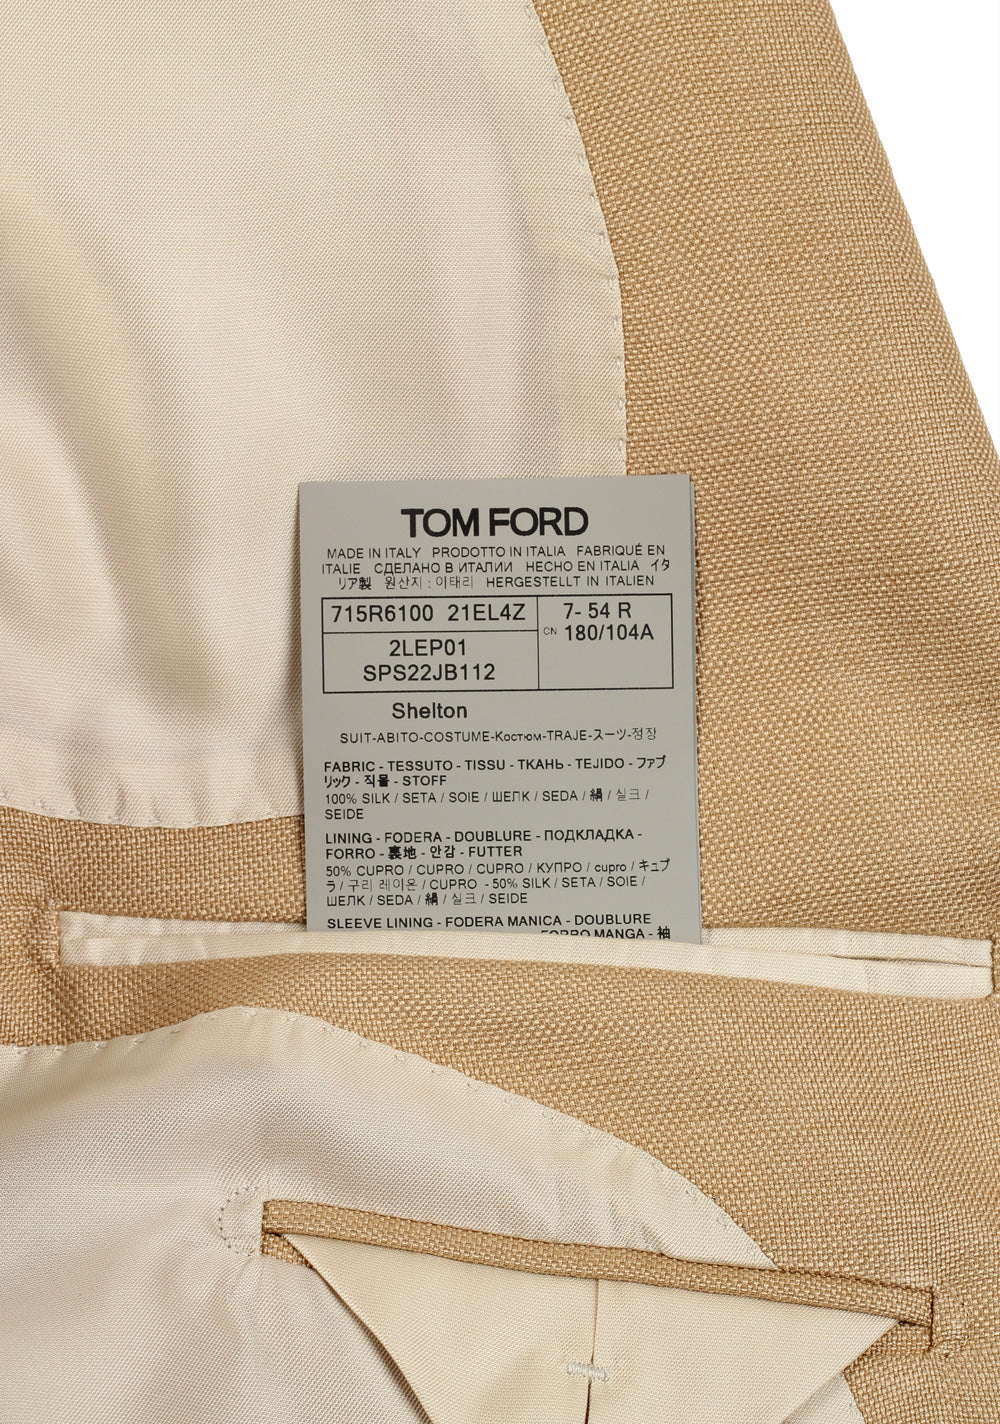 TOM FORD
MADE IN ITALY PRODOTTO IN ITALIA FABRIQUÉ EN
ITALIE СДЕЛАНО В ИТАЛИИ HECHO EN ITALIA イタ
リア製 원산지 : 이태리 HERGESTELLT IN ITALIEN
715R6100 21EL4Z
7- 54 R
CN 180/104A
2LEP01
SPS22JB112
Shelton
SUIT-ABITO-COSTUME-Костюм-TRAJE-スーツ-정장
FABRIC - TESSUTO - TISSU - ТКАНЬ - TEJIDO - ファブ
リック - 직물 - STOFF
100% SILK / SETA / SOIE / ШЕЛК / SEDA / 絹 / 실크 /
SEIDE
LINING - FODERA - DOUBLURE - ПОДКЛАДКА -
FORRO - 裏地 - 안감 - FUTTER
50% CUPRO / CUPRO / CUPRO / КУПРО / cupro / キュプ
ラ / 구리 레이온 / CUPRO - 50% SILK / SETA / SOIE /
ШЕЛК / SEDA / 絹 / 실크 / SEIDE
SLEEVE LINING - FODERA MANICA - DOUBLURE
FORRO MANGA - 袖